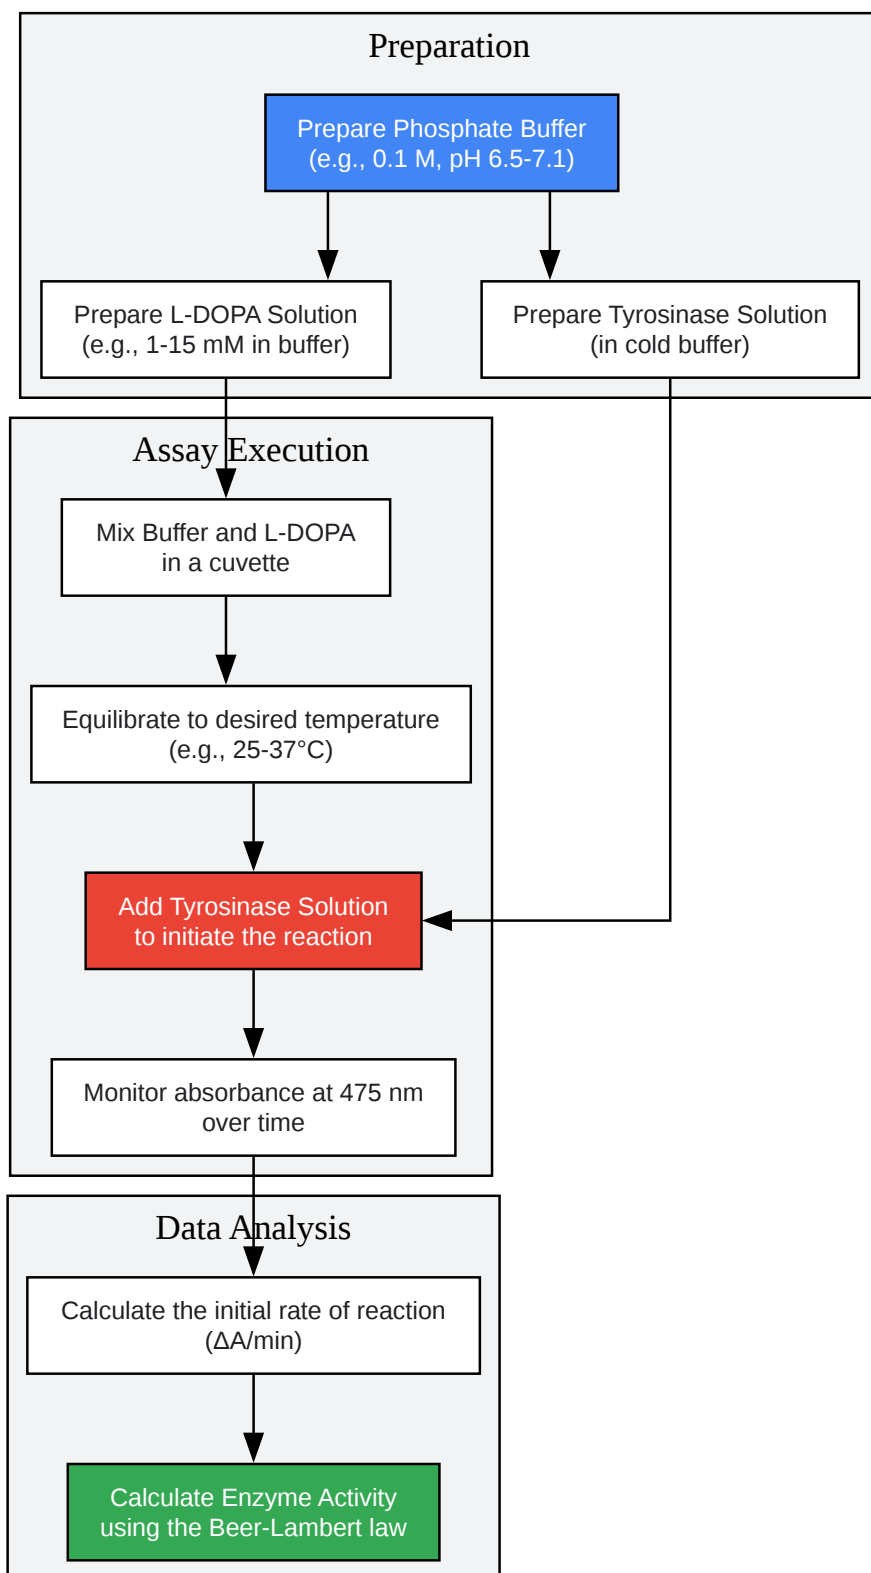 Preparation
Prepare Phosphate Buffer
(e.g., 0.1 M, pH 6.5-7.1)
Prepare L-DOPA Solution
(e.g., 1-15 mM in buffer)
Prepare Tyrosinase Solution
(in cold buffer)
Assay Execution
Mix Buffer and L-DOPA
in a cuvette
Equilibrate to desired temperature
(e.g., 25-37°C)
Add Tyrosinase Solution
to initiate the reaction
Monitor absorbance at 475 nm
over time
Data Analysis
Calculate the initial rate of reaction
(ΔA/min)
Calculate Enzyme Activity
using the Beer-Lambert law